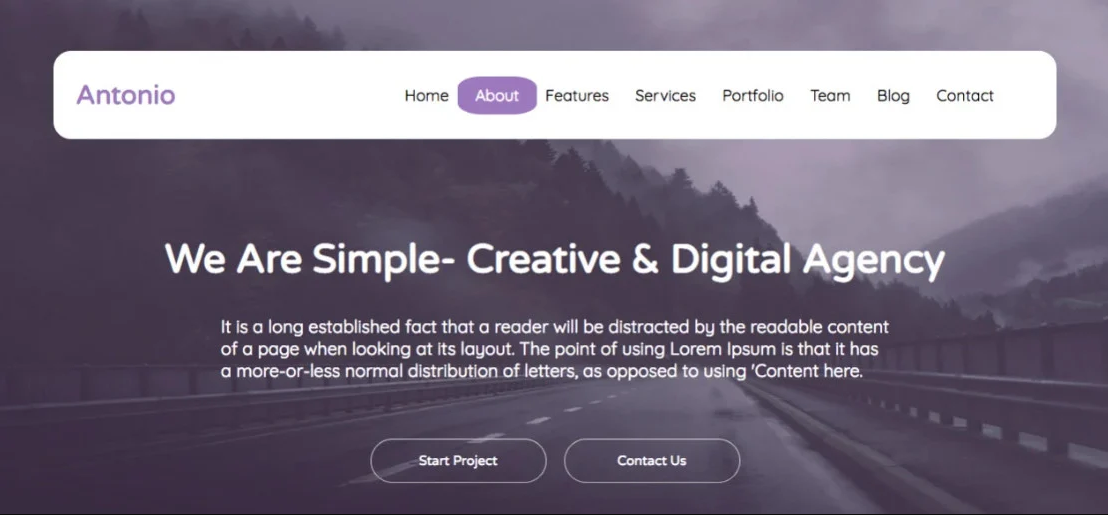 Antonio
Home About Features Services Portfolio Team Blog Contact
We Are Simple- Creative & Digital Agency
It is a long established fact that a reader will be distracted by the readable content
of a page when looking at its layout. The point of using Lorem Ipsum is that it has
a more-or-less normal distribution of letters, as opposed to using 'Content here.
Start Project
Contact Us